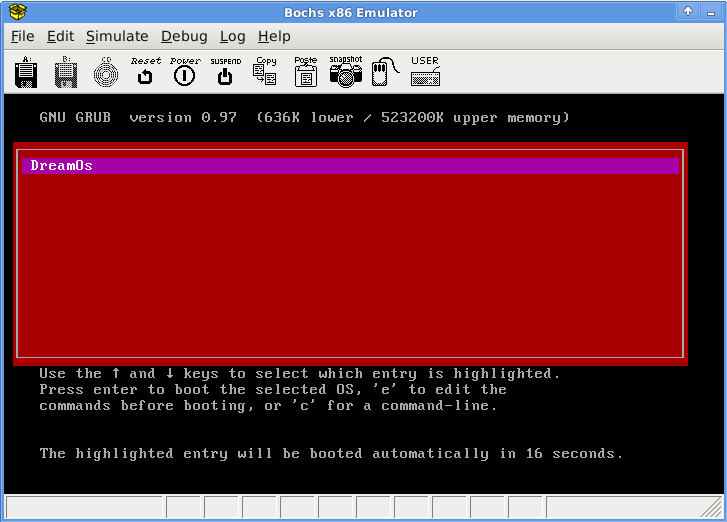 Bochs x86 Emulator
File Edit Simulate Debug Log Help
A: CD Reset Power SUSPEND Copy Paste snapshot USER
GNU GRUB version 0.97 (636K lower / 523200K upper memory)
DreamOs
Use the ↑ and ↓ keys to select which entry is highlighted.
Press enter to boot the selected OS, 'e' to edit the
commands before booting, or 'c' for a command-line.
The highlighted entry will be booted automatically in 16 seconds.